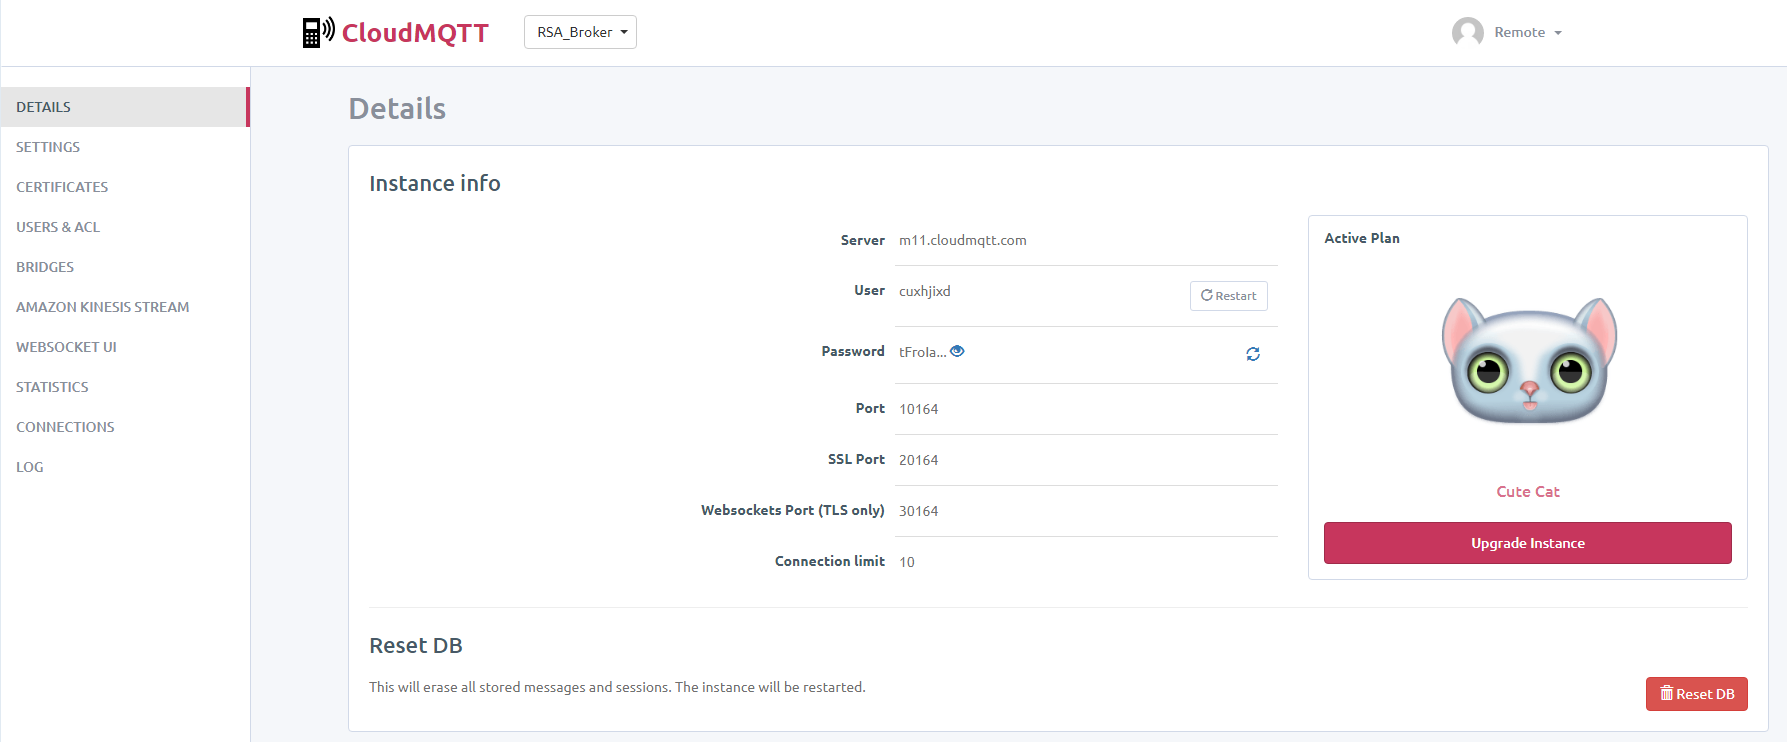 CloudMQTT
RSA_Broker
Remote
DETAILS
SETTINGS
CERTIFICATES
USERS & ACL
BRIDGES
AMAZON KINESIS STREAM
WEBSOCKET UI
STATISTICS
CONNECTIONS
LOG
Details
Instance info
Server m11.cloudmqtt.com
User cuxhjixd
Restart
Password tFroIa...
Port 10164
SSL Port 20164
Websockets Port (TLS only) 30164
Connection limit 10
Active Plan
Cute Cat
Upgrade Instance
Reset DB
This will erase all stored messages and sessions. The instance will be restarted.
Reset DB